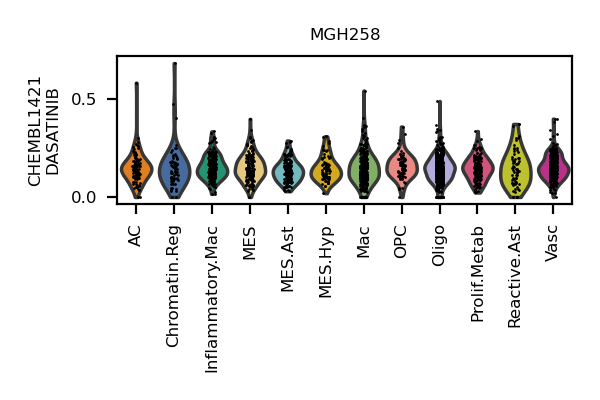 MGH258
CHEMBL1421
DASATINIB
0.5
0.0
AC
Chromatin.Reg
Inflammatory.Mac
MES
MES.Ast
MES.Hyp
Mac
OPC
Oligo
Prolif.Metab
Reactive.Ast
Vasc